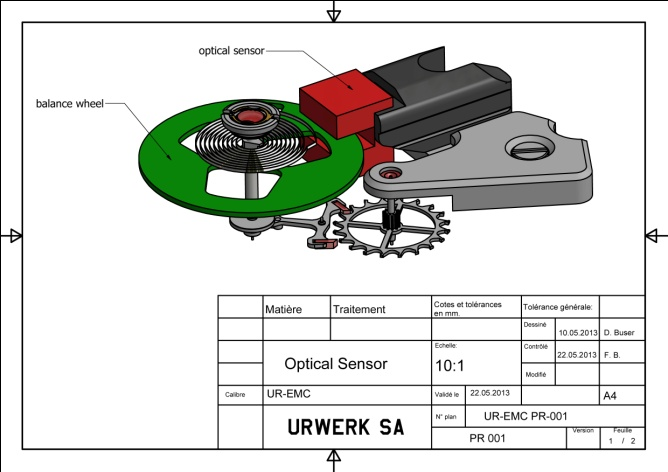 optical sensor
balance wheel
Matière
Traitement
Cotes et tolérances
en mm.
Tolérance générale:
Dessiné
10.05.2013
D. Buser
Optical Sensor
Echelle:
10:1
Contrôlé
22.05.2013
F. B.
Modifié
Calibre
UR-EMC
Validé le
22.05.2013
A4
URWERK SA
N° plan
UR-EMC PR-001
PR 001
Version
Feuille
1 / 2